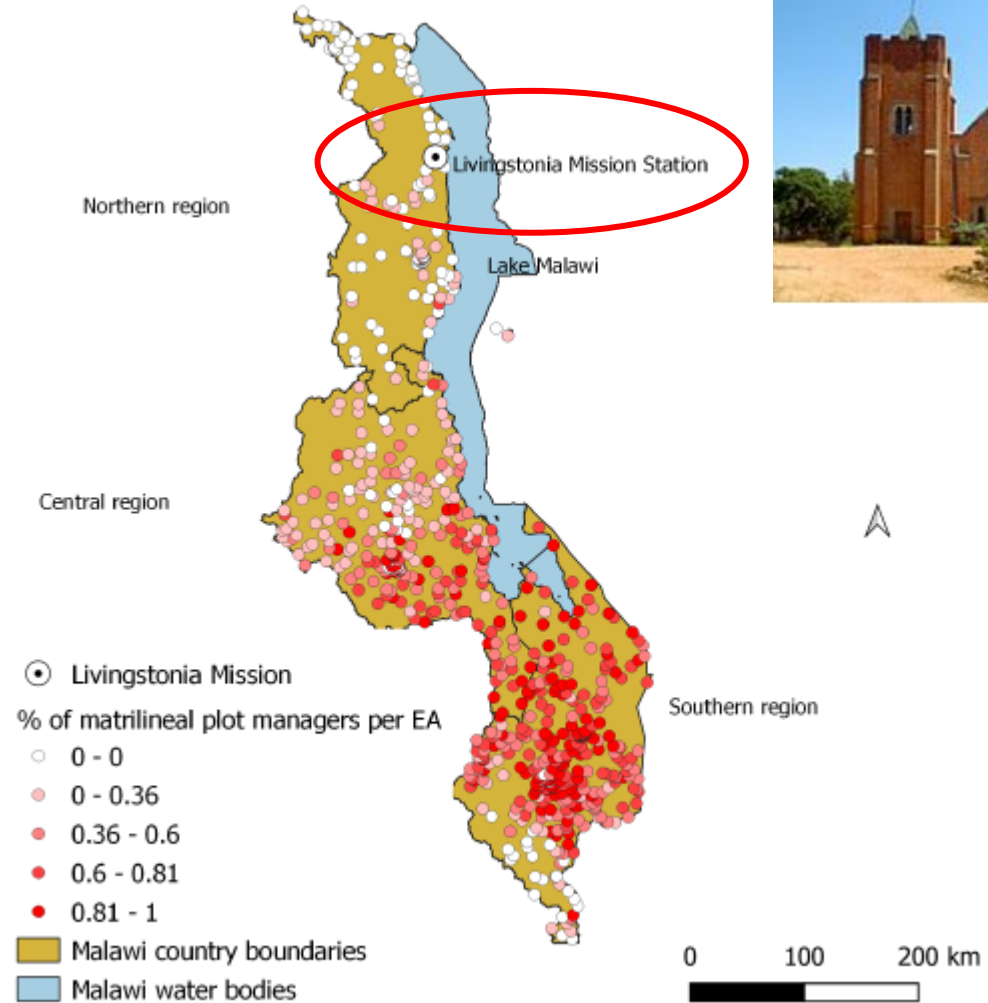 Livingstonia Mission Station
Northern region
Lake Malawi
Central region
Southern region
Livingstonia Mission
% of matrilineal plot managers per EA
0 - 0
0 - 0.36
0.36 - 0.6
0.6 - 0.81
0.81 - 1
Malawi country boundaries
Malawi water bodies
0 100 200 km